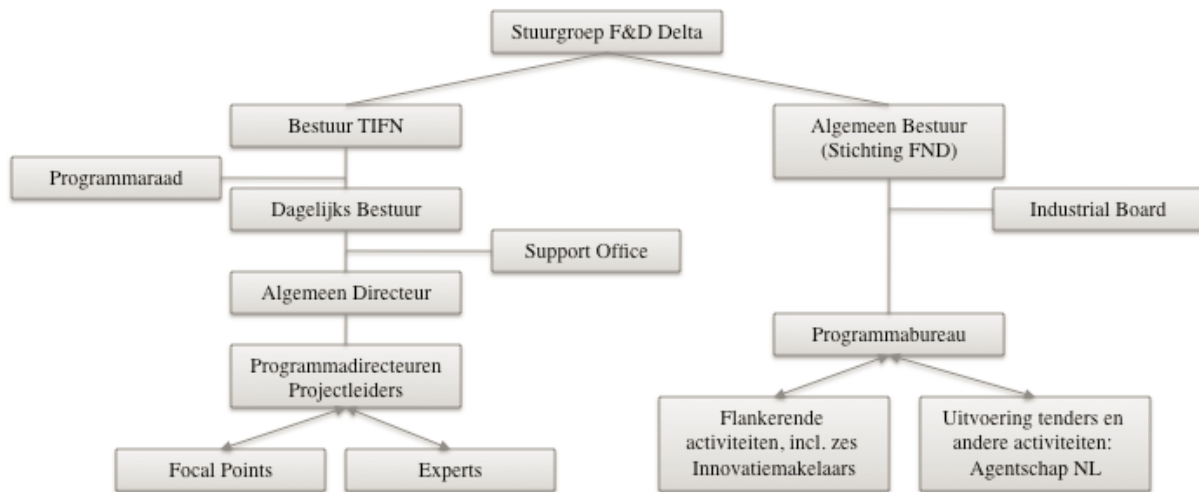 Stuurgroep F&D Delta
Bestuur TIFN
Algemeen Bestuur
(Stichting FND)
Programmaraad
Dagelijks Bestuur
Industrial Board
Support Office
Algemeen Directeur
Programmabureau
Programmadirecteuren
Projectleiders
Flankerende
activiteiten, incl. zes
Innovatiemakelaars
Uitvoering tenders en
andere activiteiten:
Agentschap NL
Focal Points
Experts